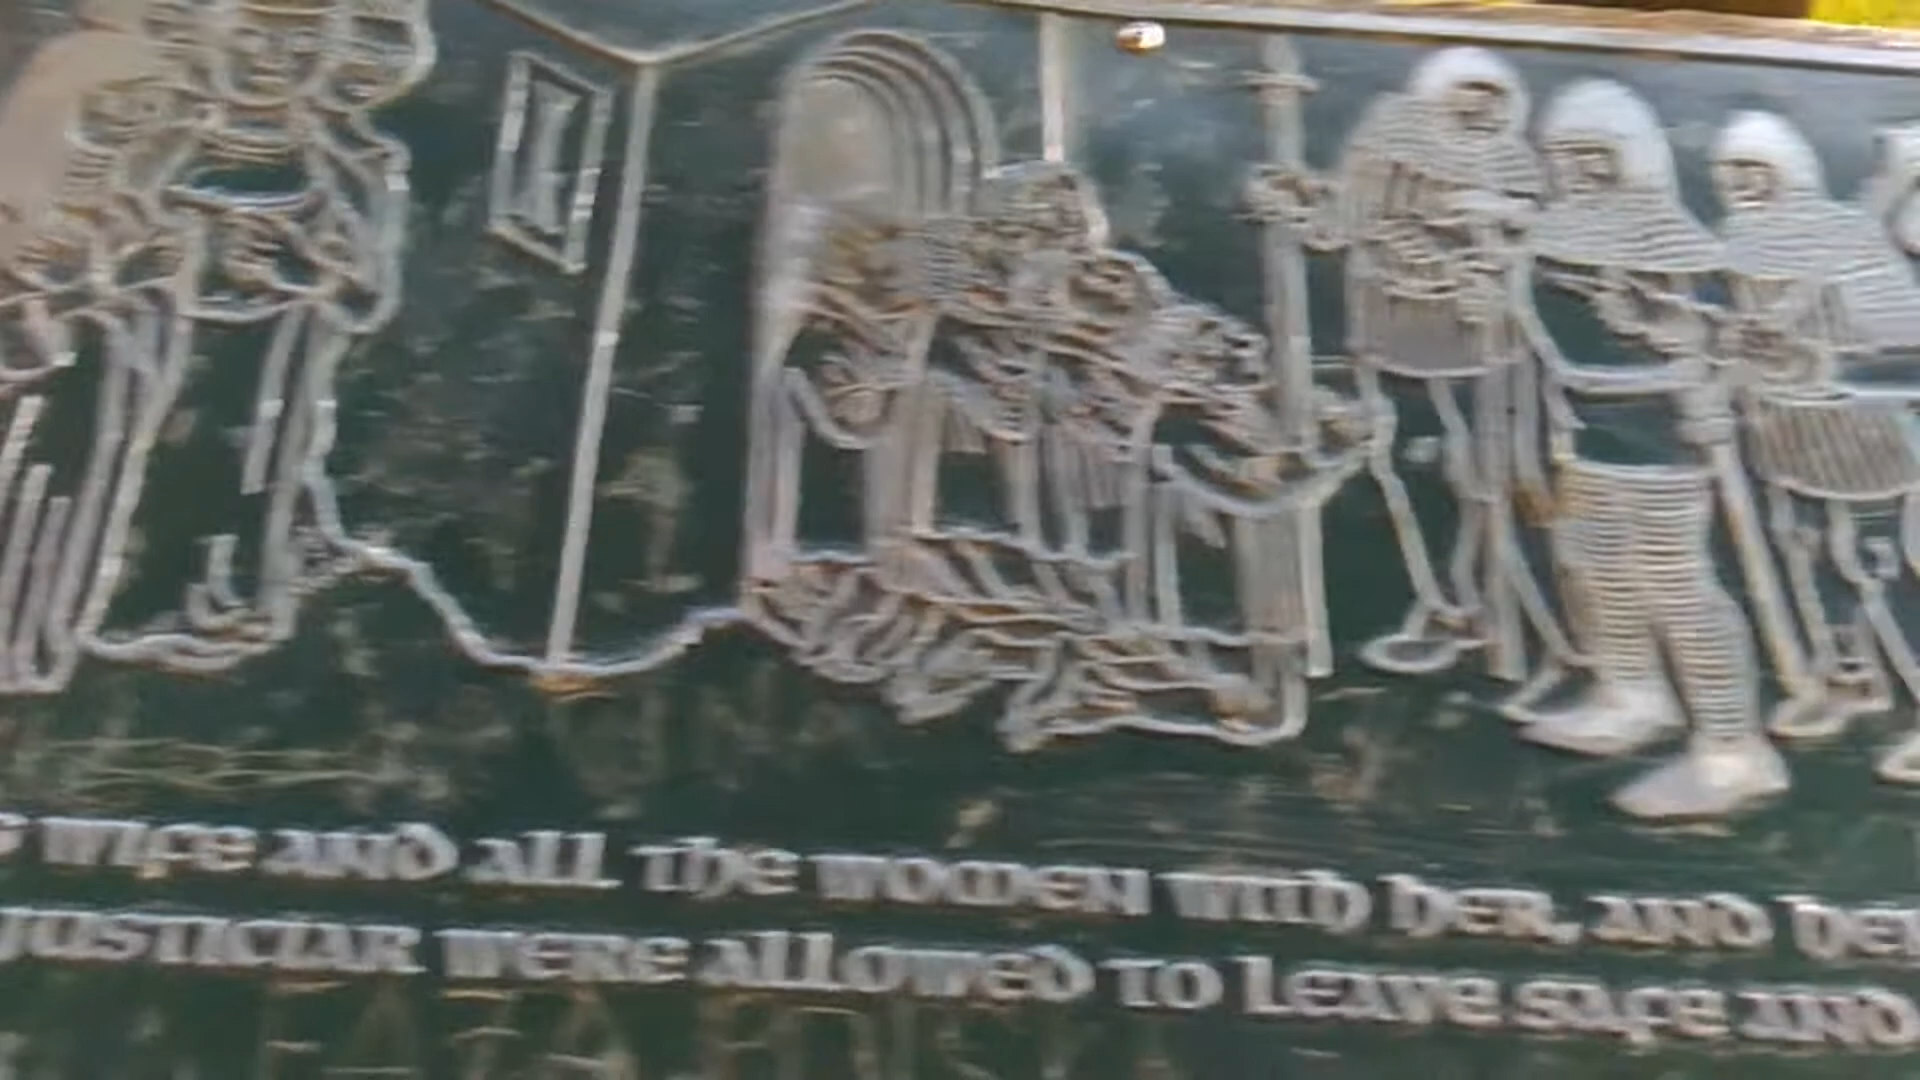 wife and all the women with her, and
justiciar were allowed to leave safe and